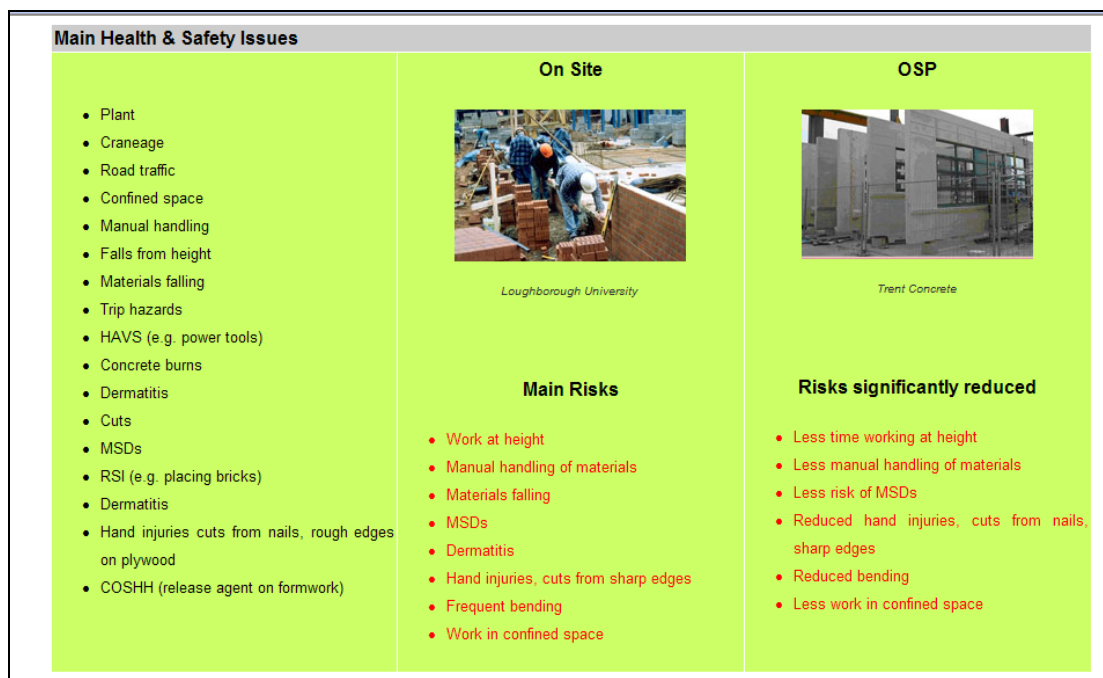 Main Health & Safety Issues
• Plant
• Craneage
• Road traffic
• Confined space
• Manual handling
• Falls from height
• Materials falling
• Trip hazards
• HAVS (e.g. power tools)
• Concrete burns
• Dermatitis
• Cuts
• MSDs
• RSI (e.g. placing bricks)
• Dermatitis
• Hand injuries cuts from nails, rough edges
on plywood
• COSHH (release agent on formwork)
On Site
Loughborough University
Main Risks
• Work at height
• Manual handling of materials
• Materials falling
• MSDs
• Dermatitis
• Hand injuries, cuts from sharp edges
• Frequent bending
• Work in confined space
OSP
Trent Concrete
Risks significantly reduced
• Less time working at height
• Less manual handling of materials
• Less risk of MSDs
• Reduced hand injuries, cuts from nails,
sharp edges
• Reduced bending
• Less work in confined space